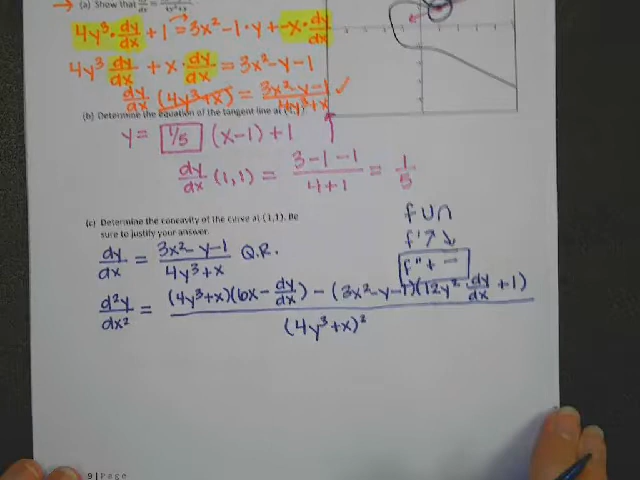 (a) Show that dy/dx =
4y³·dy/dx + 1 = 3x² - 1·y + -x·dy/dx
4y³ dy/dx + x·dy/dx = 3x² - y - 1
dy/dx (4y³+x) = 3x²-y-1 / 4y³+x ✓
(b) Determine the equation of the tangent line at (1,1)
y = 1/5 (x-1) + 1
dy/dx (1,1) = 3-1-1 / 4+1 = 1/5
(c) Determine the concavity of the curve at (1,1). Be
sure to justify your answer.
f ∪ ∩
f' ↗ ↘
f" + −
dy/dx = 3x²-y-1 / 4y³+x Q.R.
d²y/dx² = (4y³+x)(6x - dy/dx) - (3x²-y-1)(12y²·dy/dx + 1) / (4y³+x)²
9 | Page